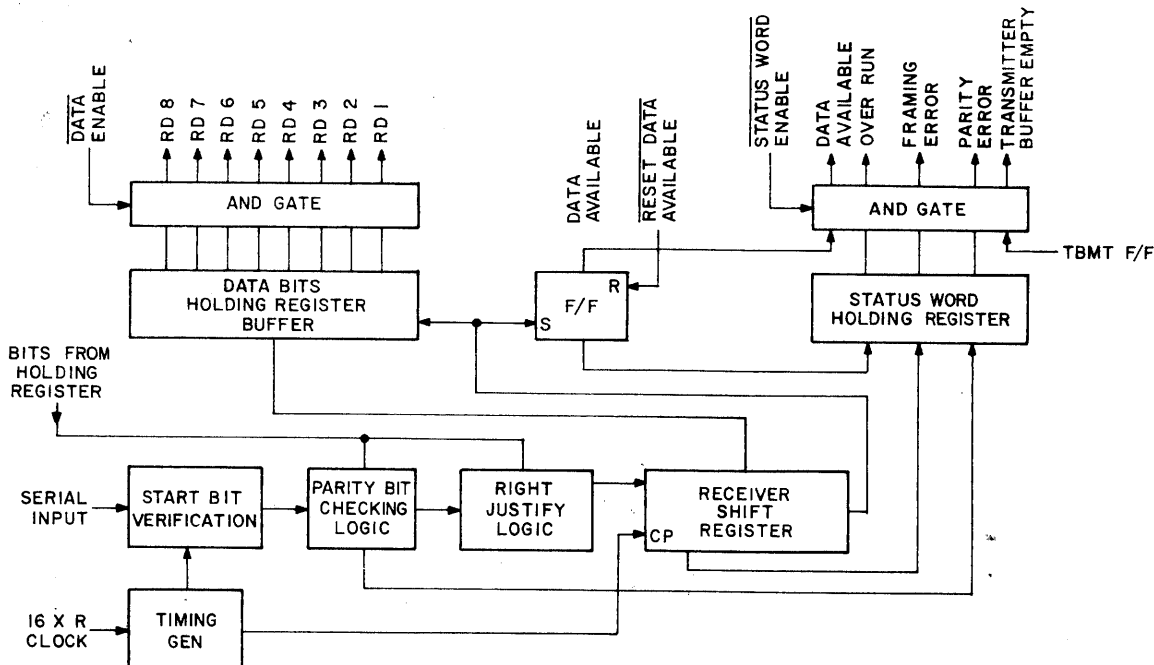 DATA
ENABLE
RD 8
RD 7
RD 6
RD 5
RD 4
RD 3
RD 2
RD 1
DATA
AVAILABLE
RESET DATA
AVAILABLE
STATUS WORD
ENABLE
DATA
AVAILABLE
OVER RUN
FRAMING
ERROR
PARITY
ERROR
TRANSMITTER
BUFFER EMPTY
AND GATE
AND GATE
TBMT F/F
DATA BITS
HOLDING REGISTER
BUFFER
R
F/F
S
STATUS WORD
HOLDING REGISTER
BITS FROM
HOLDING
REGISTER
SERIAL
INPUT
START BIT
VERIFICATION
PARITY BIT
CHECKING
LOGIC
RIGHT
JUSTIFY
LOGIC
RECEIVER
SHIFT
REGISTER
CP
16 X R
CLOCK
TIMING
GEN